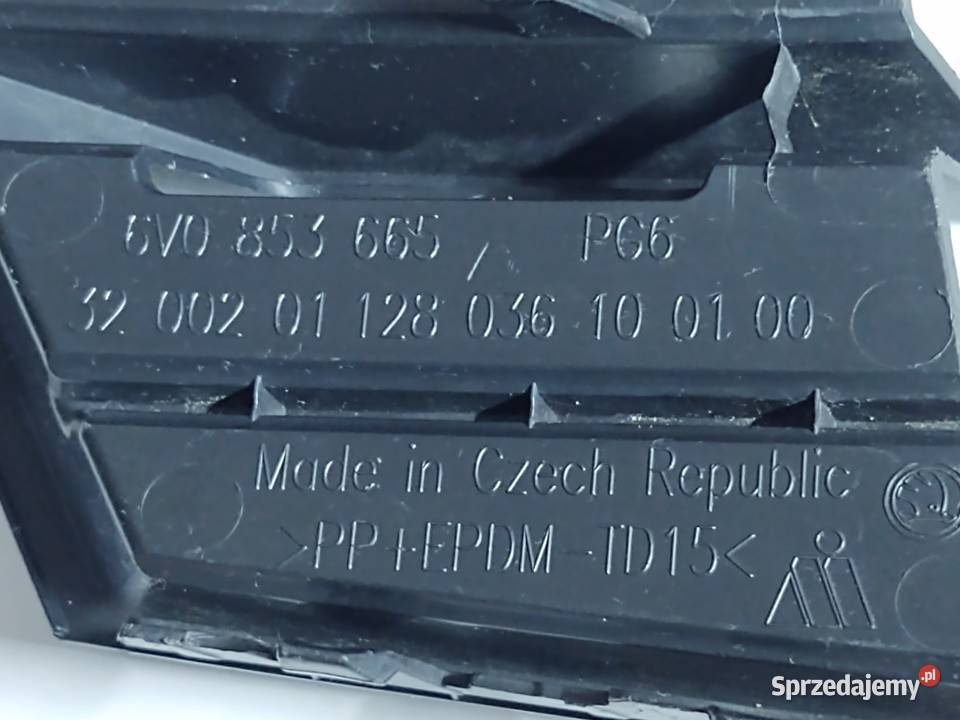 6V0 853 665 / PG6
32 002 01 128 036 10 01 00
Made in Czech Republic
>PP+EPDM-TD15<
Sprzedajemy.pl